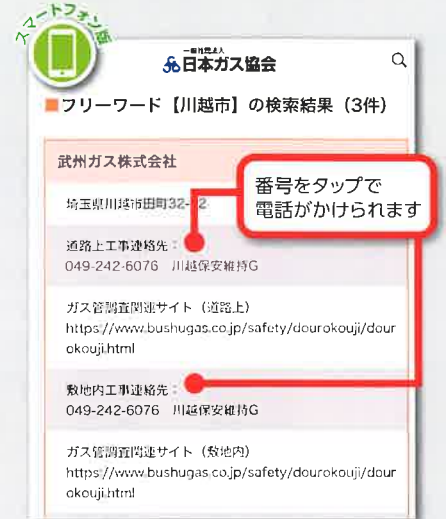 スマートフォン版
一般社団法人
日本ガス協会
■フリーワード【川越市】の検索結果（3件）
武州ガス株式会社
番号をタップで
電話がかけられます
埼玉県川越市田町32-
道路上工事連絡先：
049-242-6076 川越保安維持G
ガス管調査関連サイト（道路上）
https://www.bushugas.co.jp/safety/dourokouji/dour
okouji.html
敷地内工事連絡先：
049-242-6076 川越保安維持G
ガス管調査関連サイト（敷地内）
https://www.bushugas.co.jp/safety/dourokouji/dour
okouji.html